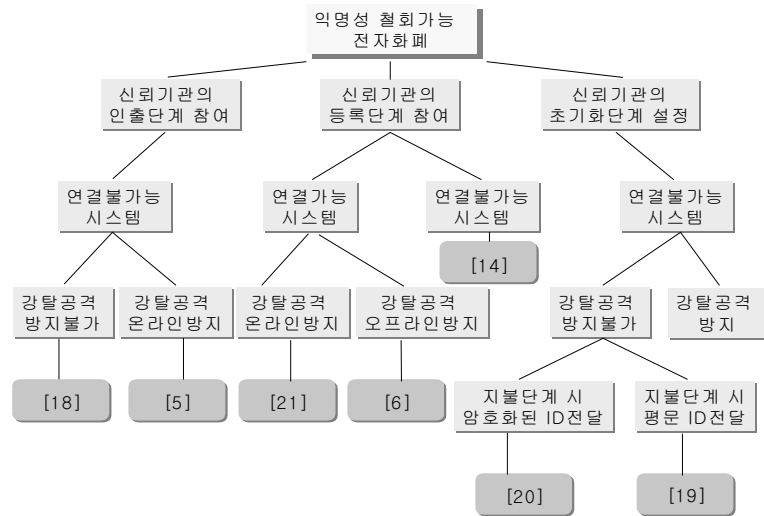 익명성 철회가능
전자화폐
신뢰기관의
인출단계 참여
신뢰기관의
등록단계 참여
신뢰기관의
초기화단계 설정
연결불가능
시스템
연결가능
시스템
연결불가능
시스템
연결불가능
시스템
[14]
강탈공격
방지불가
강탈공격
온라인방지
강탈공격
온라인방지
강탈공격
오프라인방지
강탈공격
방지불가
강탈공격
방지
[18]
[5]
[21]
[6]
지불단계 시
암호화된 ID전달
지불단계 시
평문 ID전달
[20]
[19]